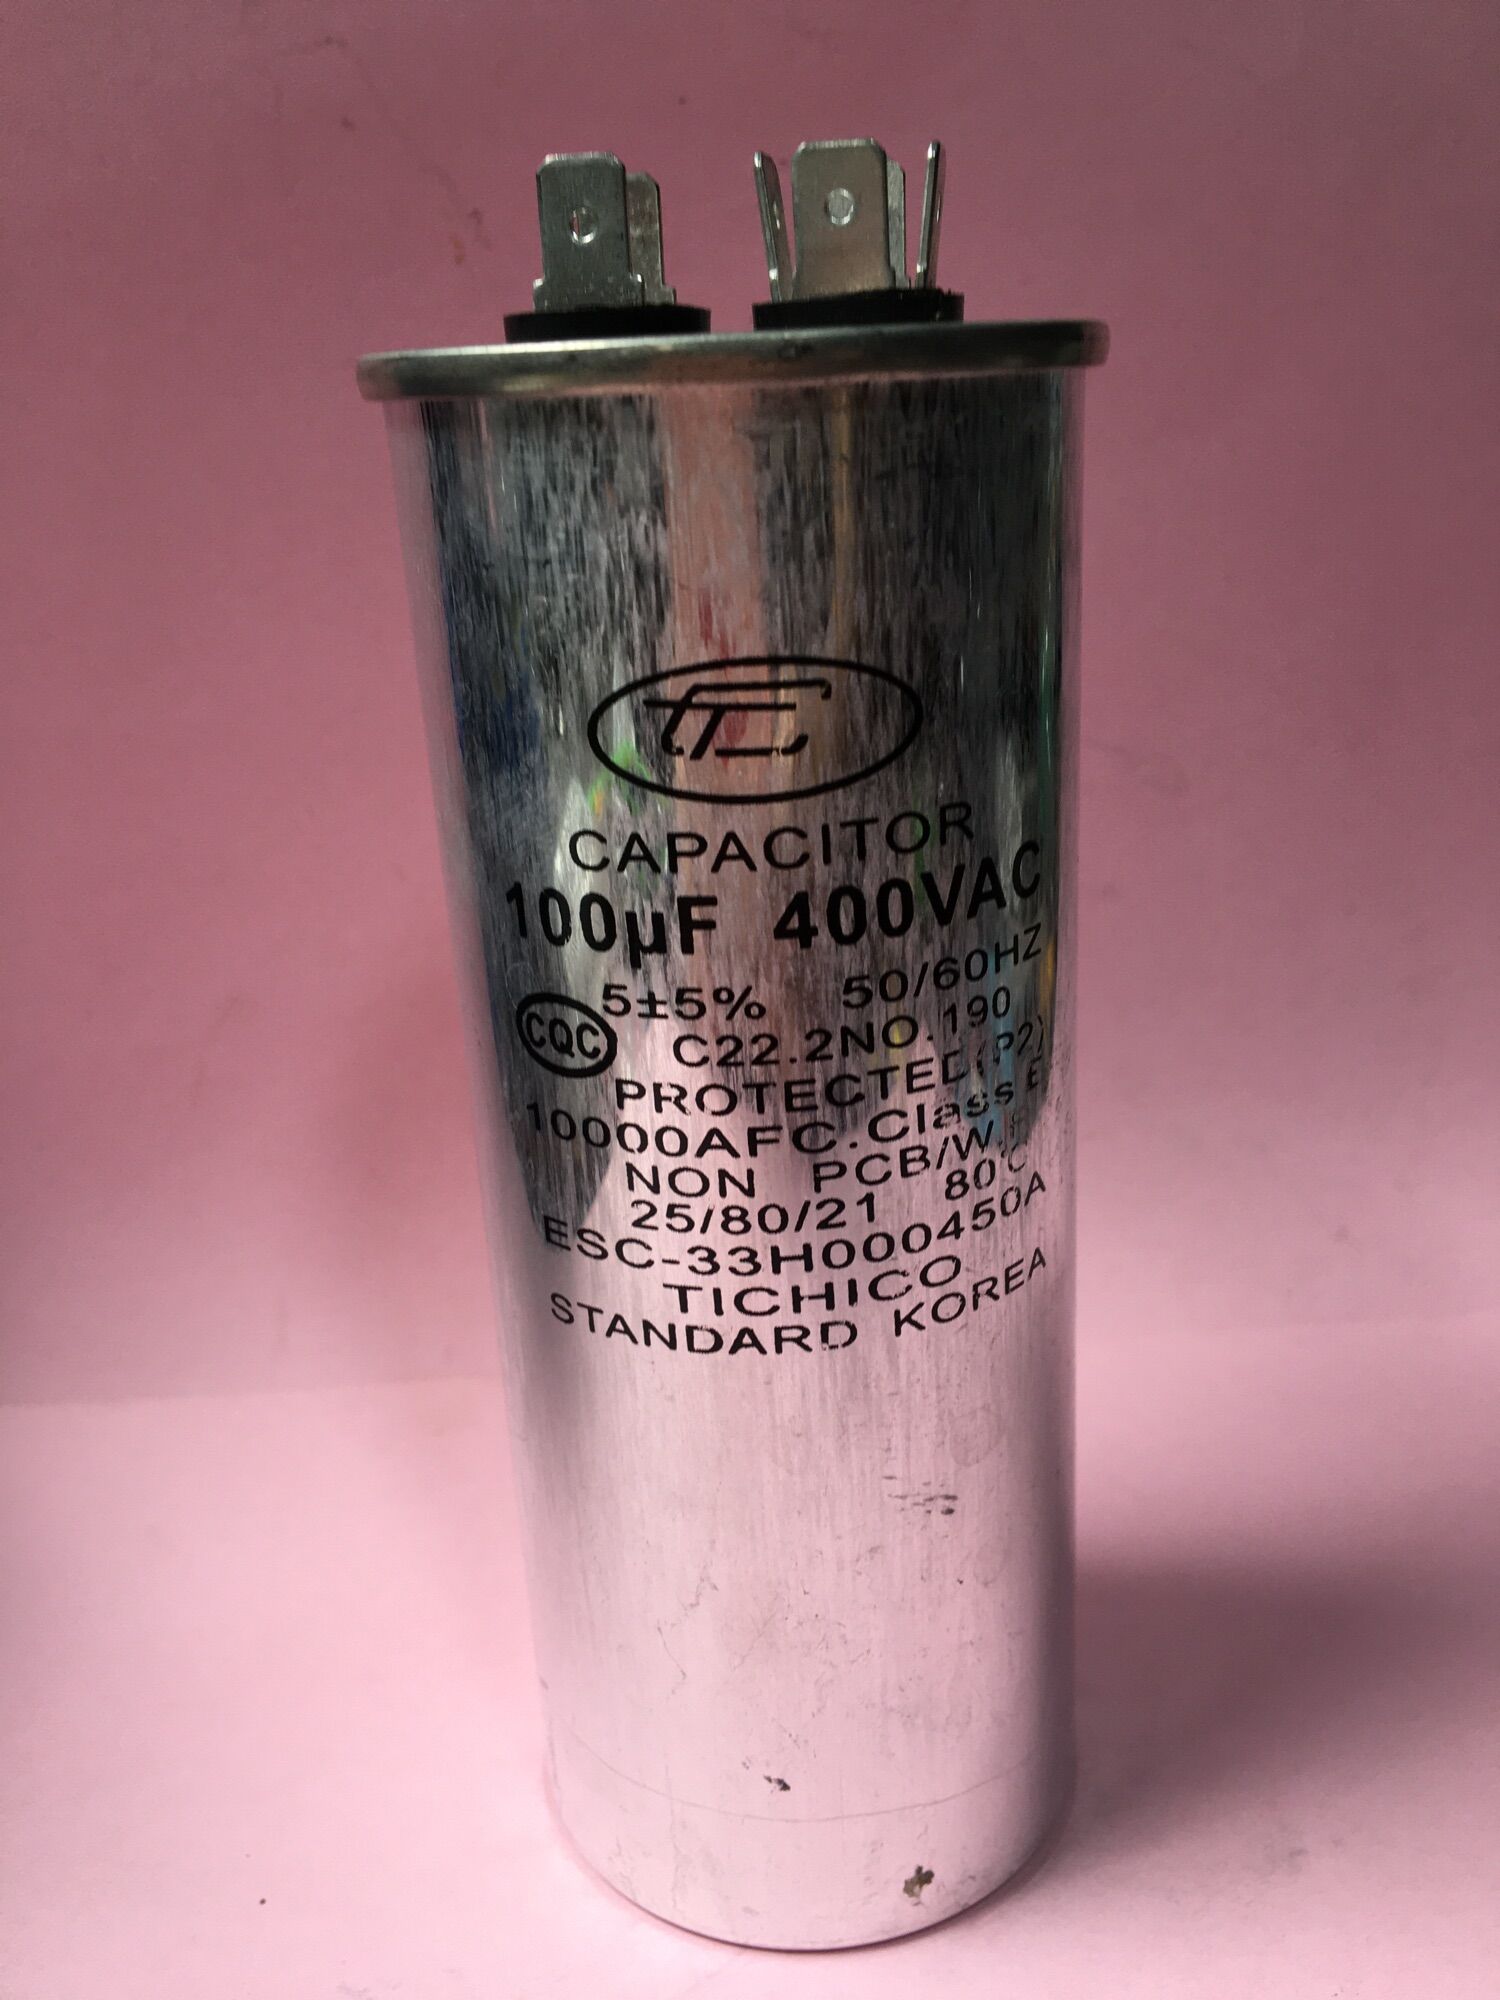 CAPACITOR
100µF 400VAC
5±5% 50/60HZ
CQC C22.2NO.190
PROTECTED(P2)
10000AFC.Class
NON PCB/W
25/80/21 80°C
ESC-33H000450A
TICHICO
STANDARD KOREA